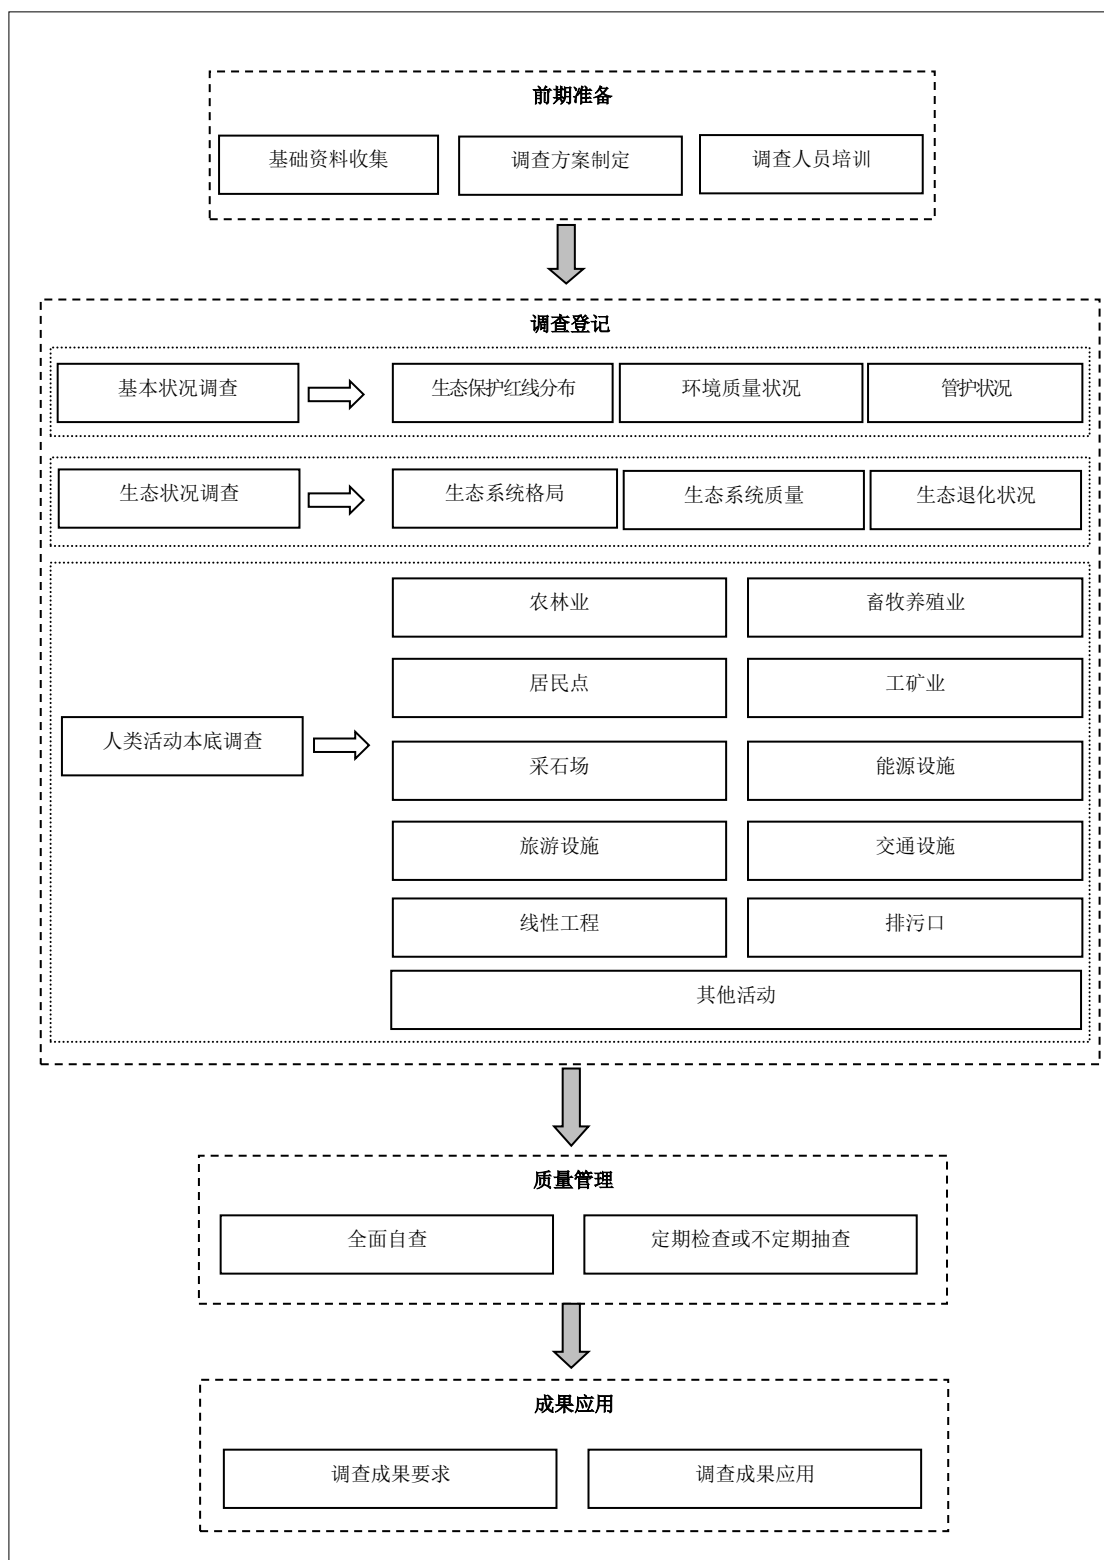 前期准备
基础资料收集
调查方案制定
调查人员培训
调查登记
基本状况调查
生态保护红线分布
环境质量状况
管护状况
生态状况调查
生态系统格局
生态系统质量
生态退化状况
人类活动本底调查
农林业
畜牧养殖业
居民点
工矿业
采石场
能源设施
旅游设施
交通设施
线性工程
排污口
其他活动
质量管理
全面自查
定期检查或不定期抽查
成果应用
调查成果要求
调查成果应用